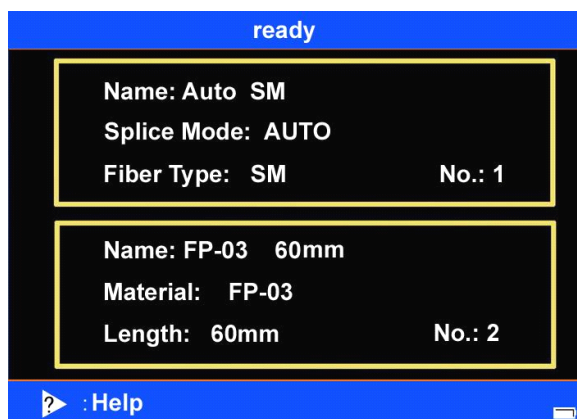 ready
Name: Auto SM
Splice Mode: AUTO
Fiber Type: SM No.: 1
Name: FP-03 60mm
Material: FP-03
Length: 60mm No.: 2
? : Help